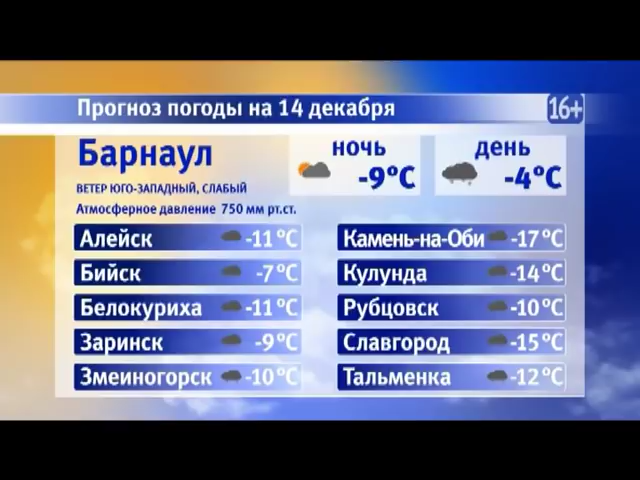 Прогноз погоды на 14 декабря 16+
Барнаул
ночь -9°C
день -4°C
ВЕТЕР ЮГО-ЗАПАДНЫЙ, СЛАБЫЙ
Атмосферное давление 750 мм рт.ст.
Алейск -11°C
Бийск -7°C
Белокуриха -11°C
Заринск -9°C
Змеиногорск -10°C
Камень-на-Оби -17°C
Кулунда -14°C
Рубцовск -10°C
Славгород -15°C
Тальменка -12°C